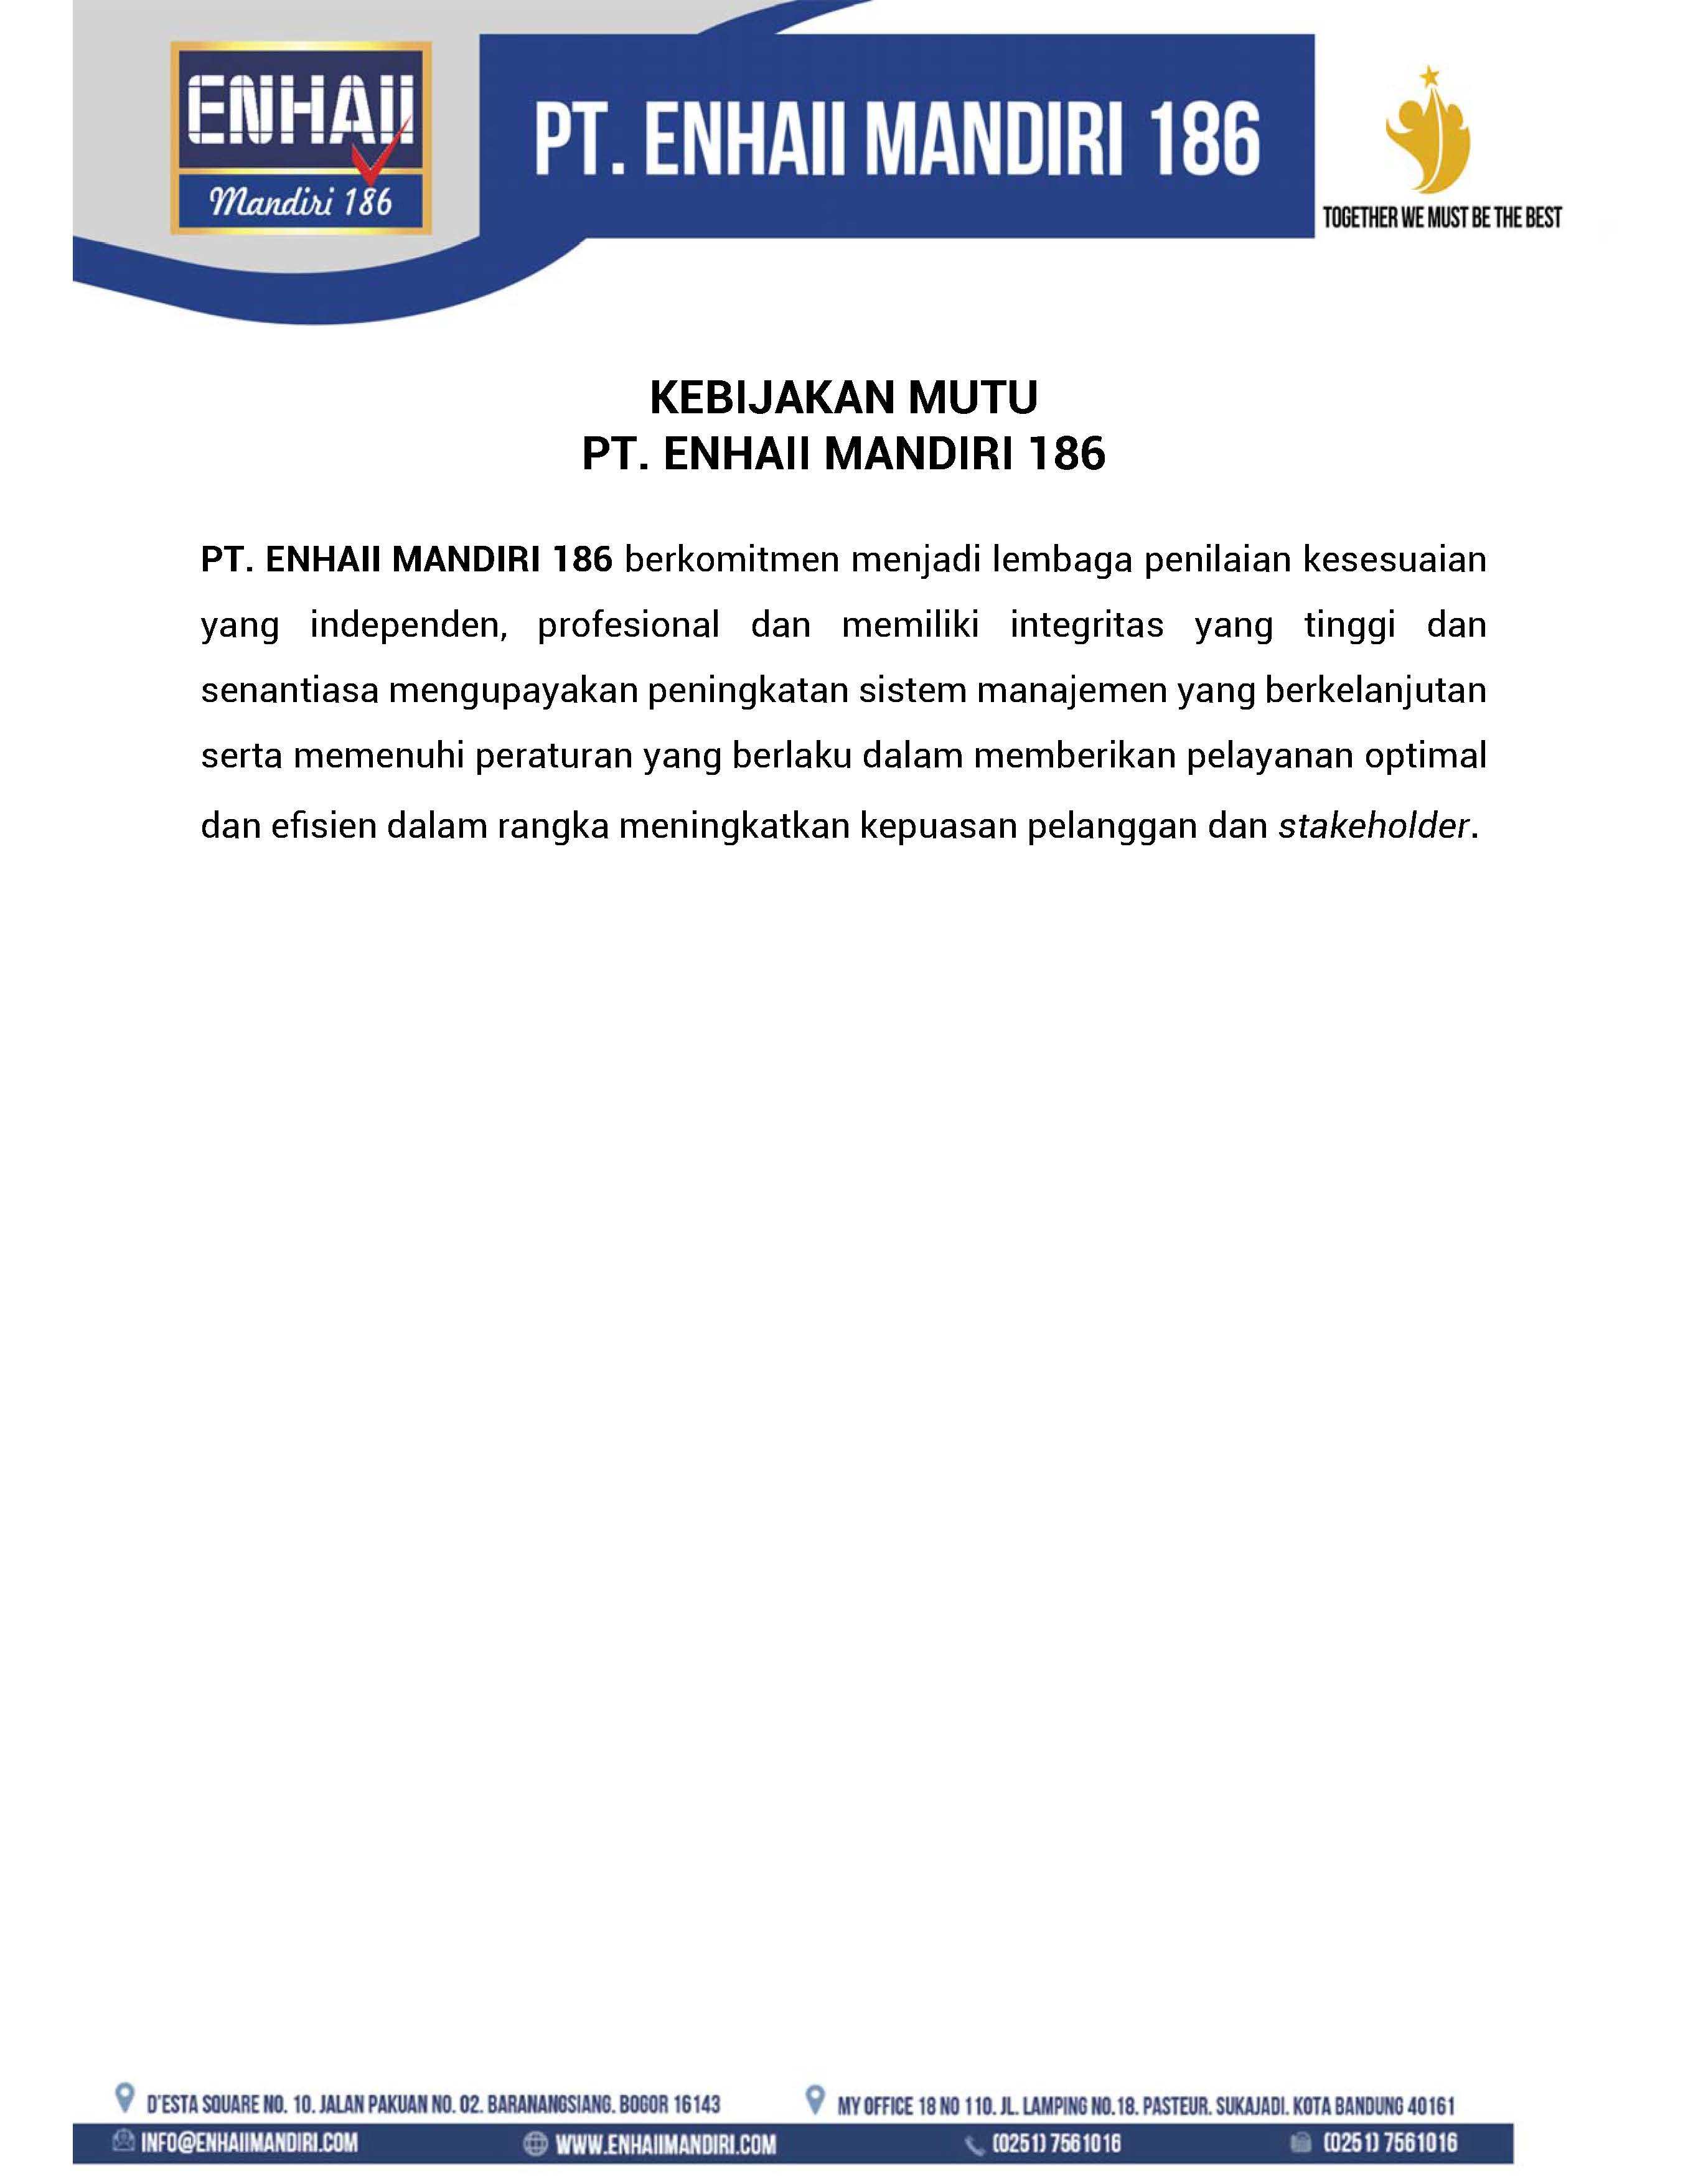 ENHAII
Mandiri 186
PT. ENHAII MANDIRI 186
TOGETHER WE MUST BE THE BEST
KEBIJAKAN MUTU
PT. ENHAII MANDIRI 186
PT. ENHAII MANDIRI 186 berkomitmen menjadi lembaga penilaian kesesuaian
yang independen, profesional dan memiliki integritas yang tinggi dan
senantiasa mengupayakan peningkatan sistem manajemen yang berkelanjutan
serta memenuhi peraturan yang berlaku dalam memberikan pelayanan optimal
dan efisien dalam rangka meningkatkan kepuasan pelanggan dan stakeholder.
D'ESTA SQUARE NO. 10. JALAN PAKUAN NO. 02. BARANANGSIANG. BOGOR 16143
MY OFFICE 18 NO 110. JL. LAMPING NO.18. PASTEUR. SUKAJADI. KOTA BANDUNG 40161
INFO@ENHAIIMANDIRI.COM
WWW.ENHAIIMANDIRI.COM
(0251) 7561016
(0251) 7561016